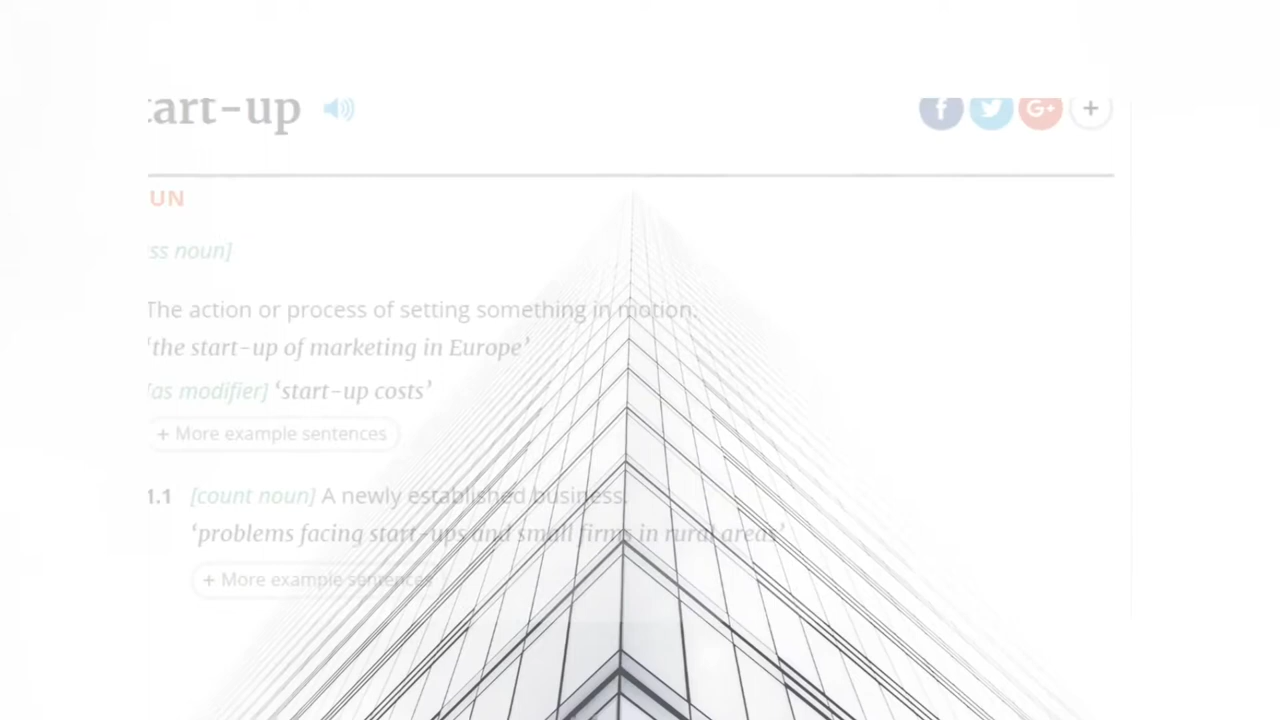 tart-up
f G+ +
UN
ss noun]
The action or process of setting something in motion.
‘the start-up of marketing in Europe’
[as modifier] ‘start-up costs’
+ More example sentences
1.1 [count noun] A newly established business.
‘problems facing start-ups and small firms in rural areas’
+ More example sentences